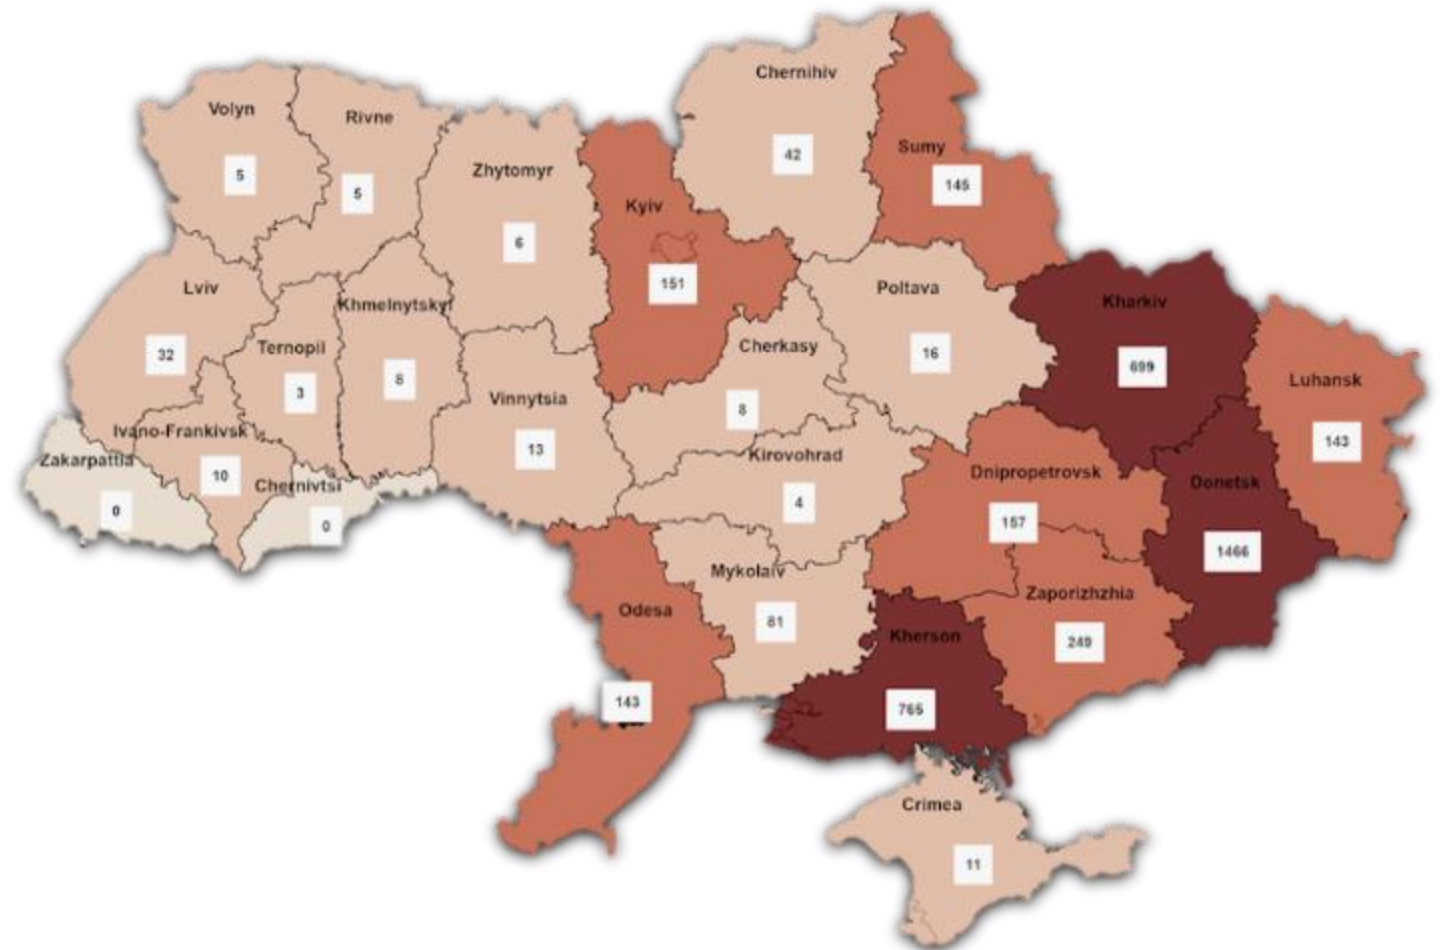 Chernihiv
42
Sumy
145
Volyn
5
Rivne
5
Zhytomyr
6
Kyiv
151
Lviv
32
Khmelnytskyi
8
Ternopil
3
Poltava
16
Kharkiv
699
Cherkasy
8
Luhansk
143
Vinnytsia
13
Ivano-Frankivsk
10
Zakarpattia
0
Chernivtsi
0
Kirovohrad
4
Dnipropetrovsk
157
Donetsk
1466
Mykolaiv
81
Odesa
143
Zaporizhzhia
249
Kherson
765
Crimea
11